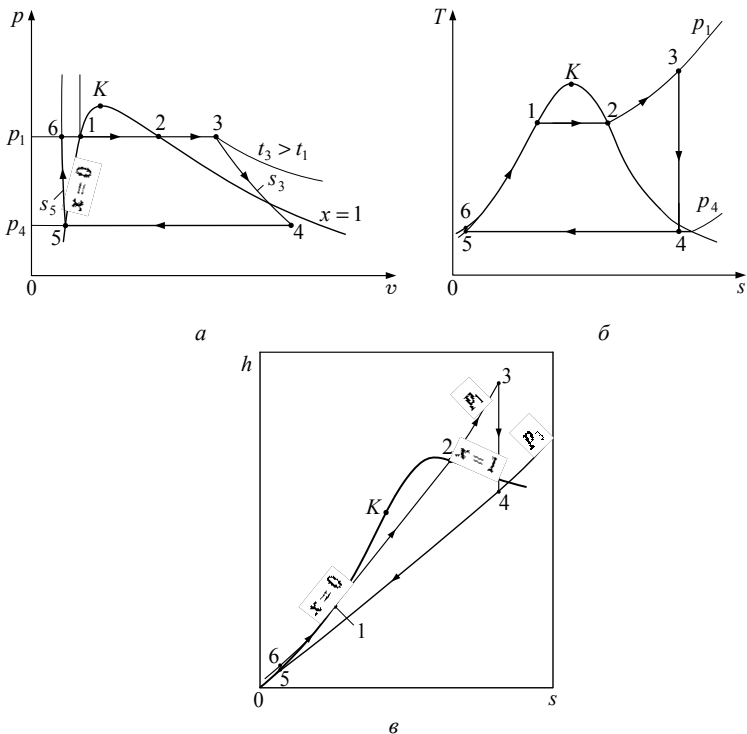 p
K
6
1
2
3
p₁
t₃ > t₁
s₃
s₅
x = 0
x = 1
p₄
5
4
0
v
а
T
p₁
3
K
1
2
6
p₄
5
4
0
s
б
h
3
p₁
p₃
2
x = 1
K
4
x = 0
1
6
5
0
s
в